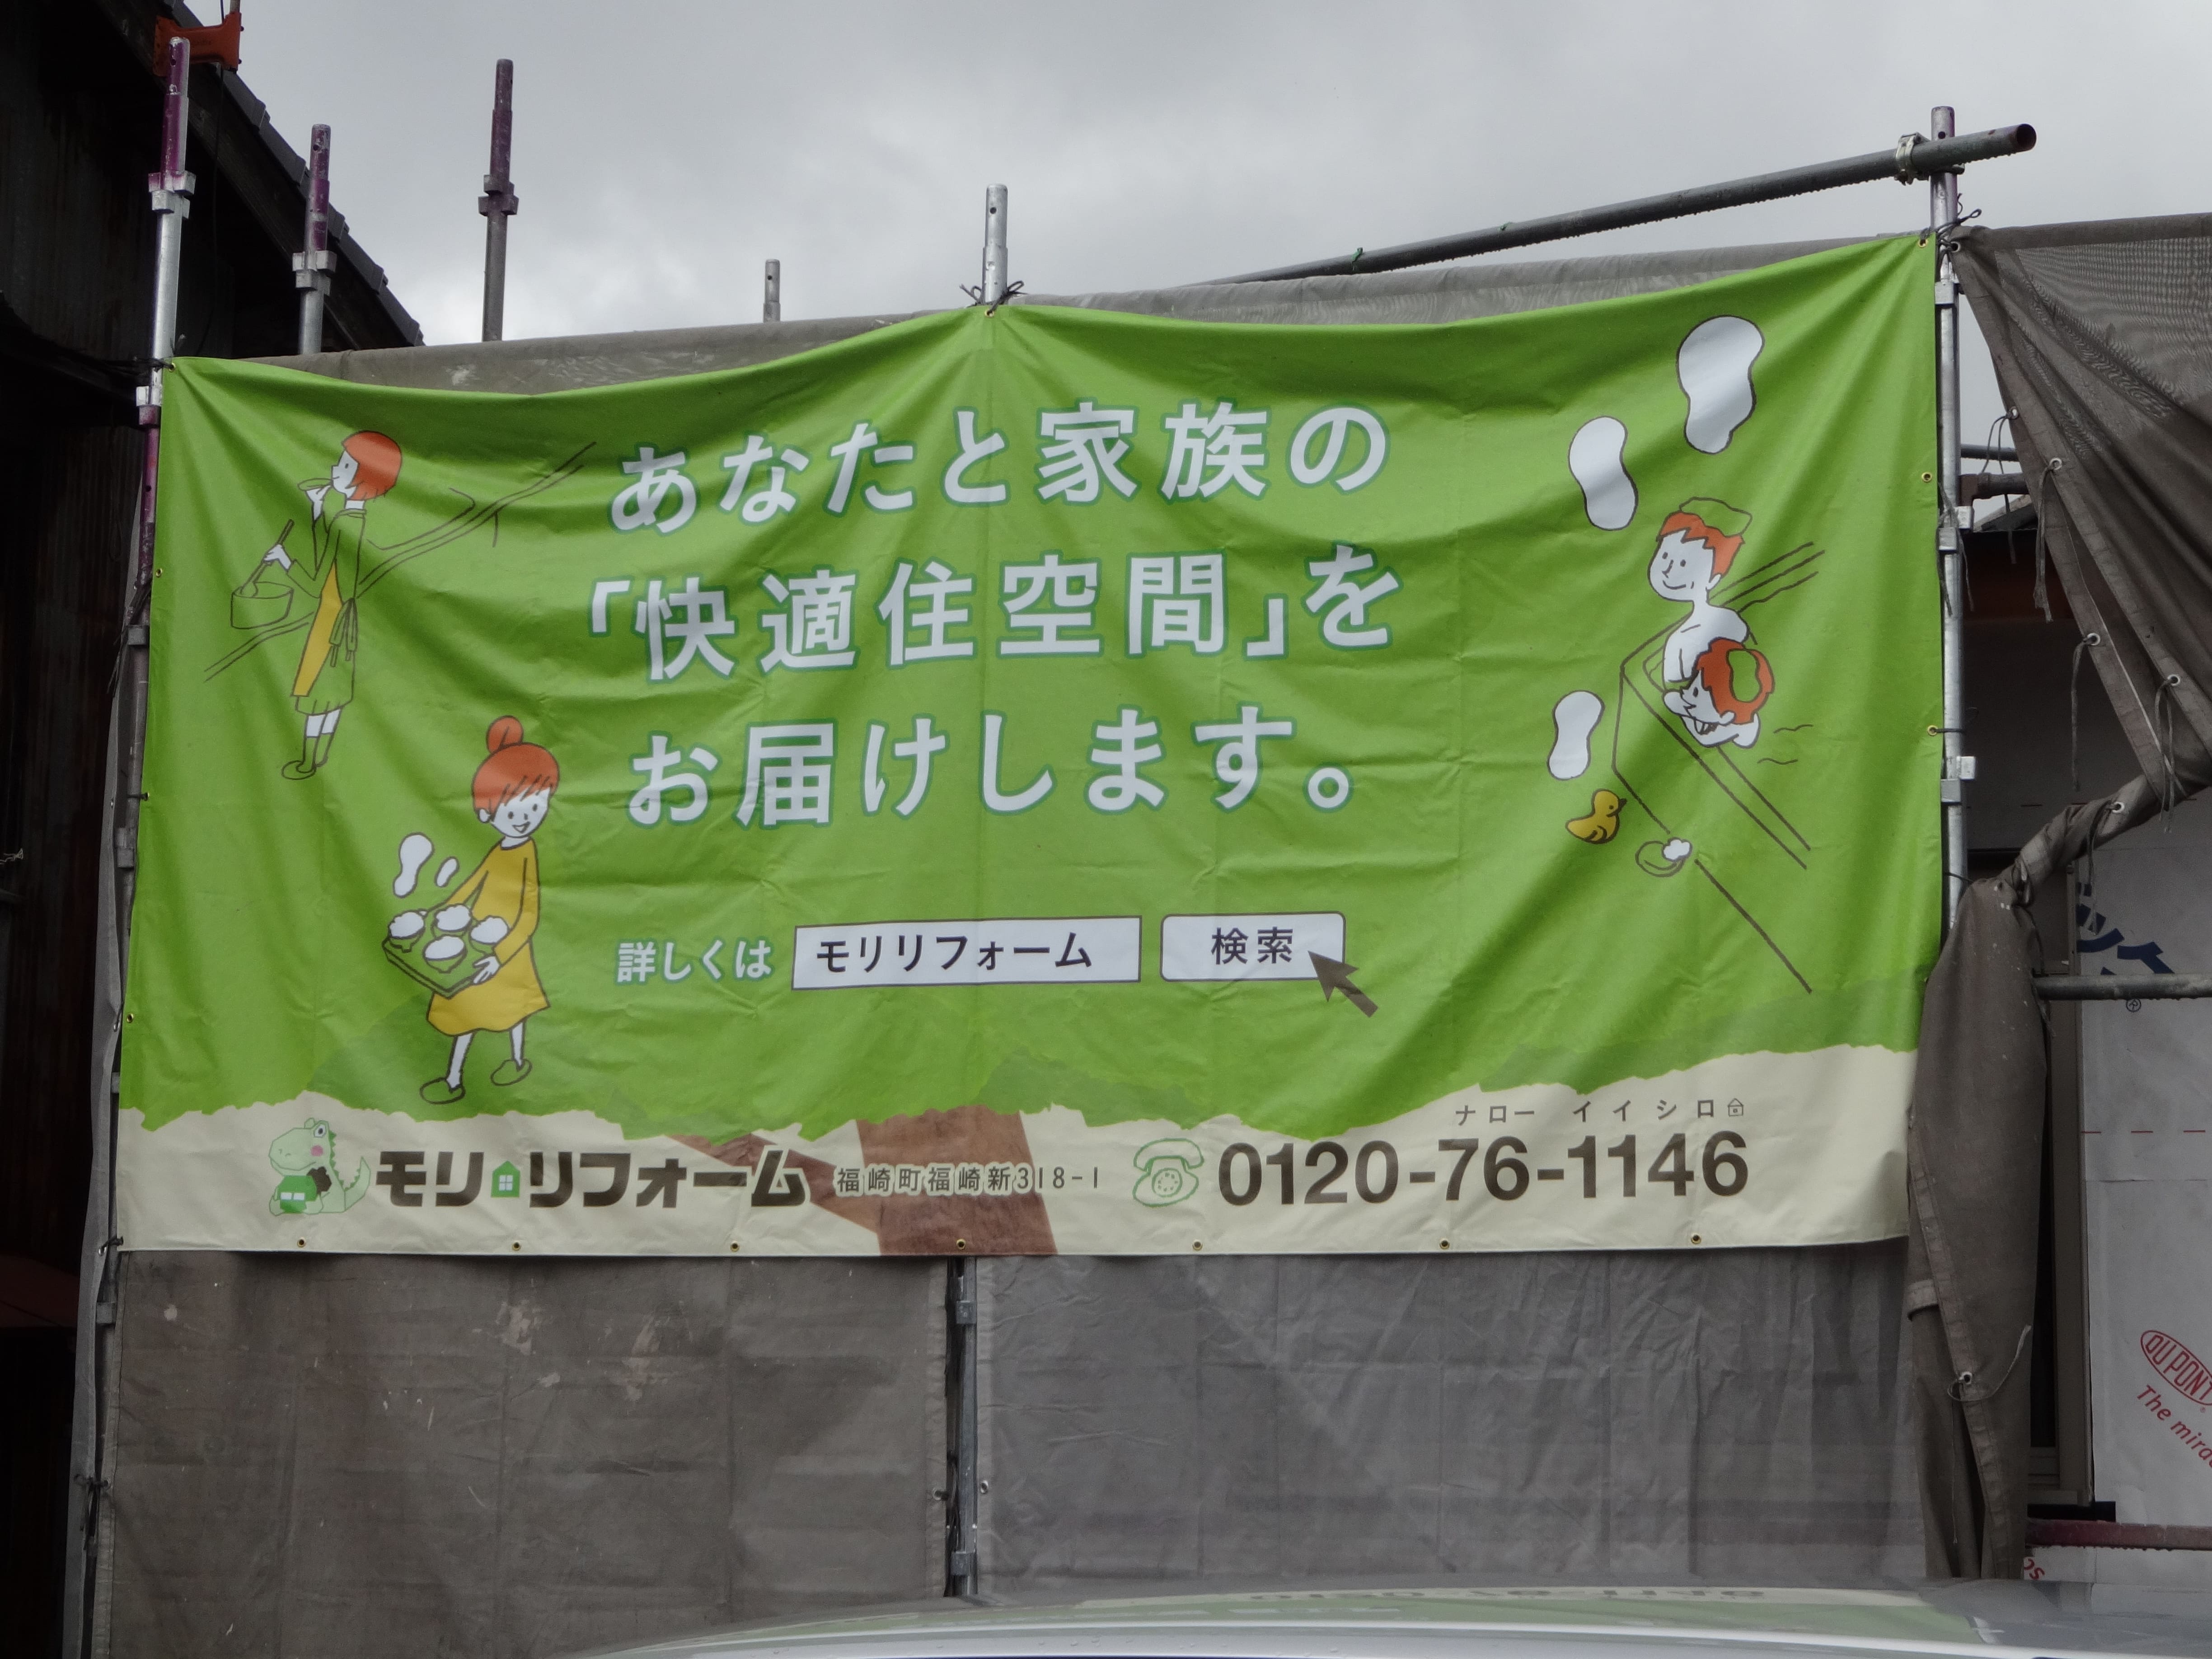 あなたと家族の
「快適住空間」を
お届けします。
詳しくは モリリフォーム 検索
ナロー イイシロ
モリリフォーム 福崎町福崎新318-1 0120-76-1146
DUPONT
The mira